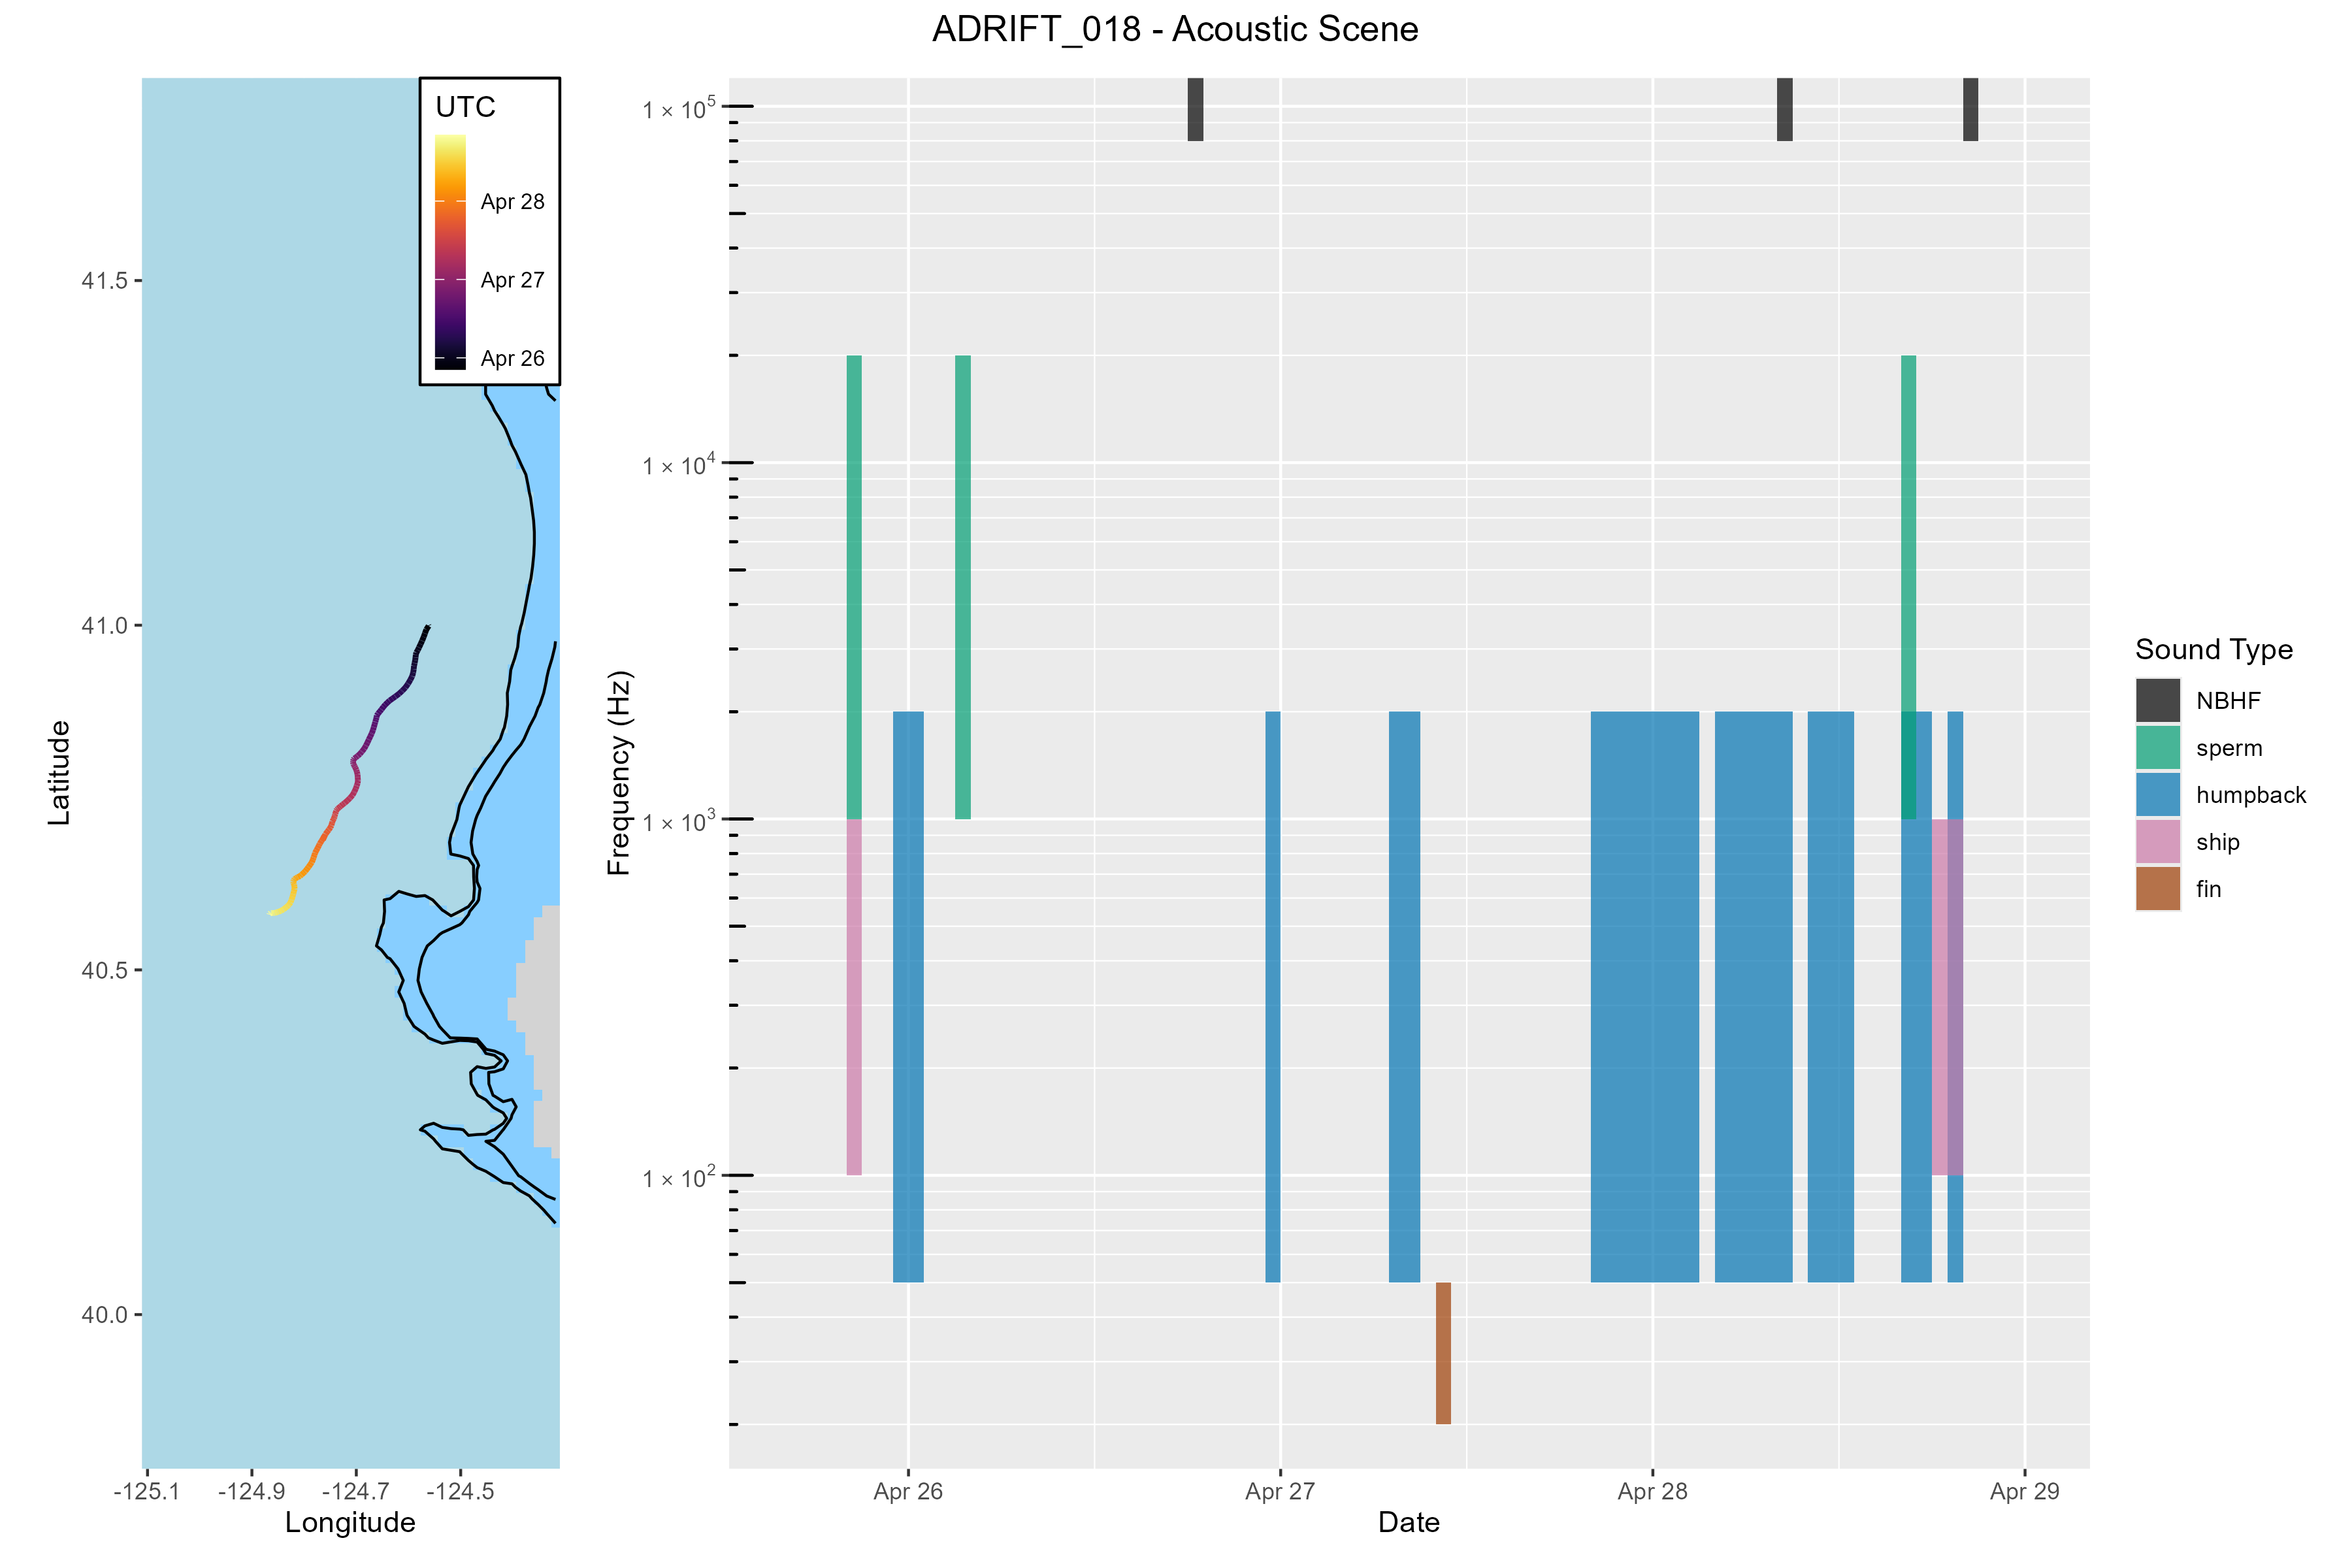 ADRIFT_018 - Acoustic Scene
UTC
Apr 28
Apr 27
Apr 26
41.5
41.0
40.5
40.0
Latitude
-125.1 -124.9 -124.7 -124.5
Longitude
1 × 10⁵
1 × 10⁴
1 × 10³
1 × 10²
Frequency (Hz)
Apr 26 Apr 27 Apr 28 Apr 29
Date
Sound Type
NBHF
sperm
humpback
ship
fin